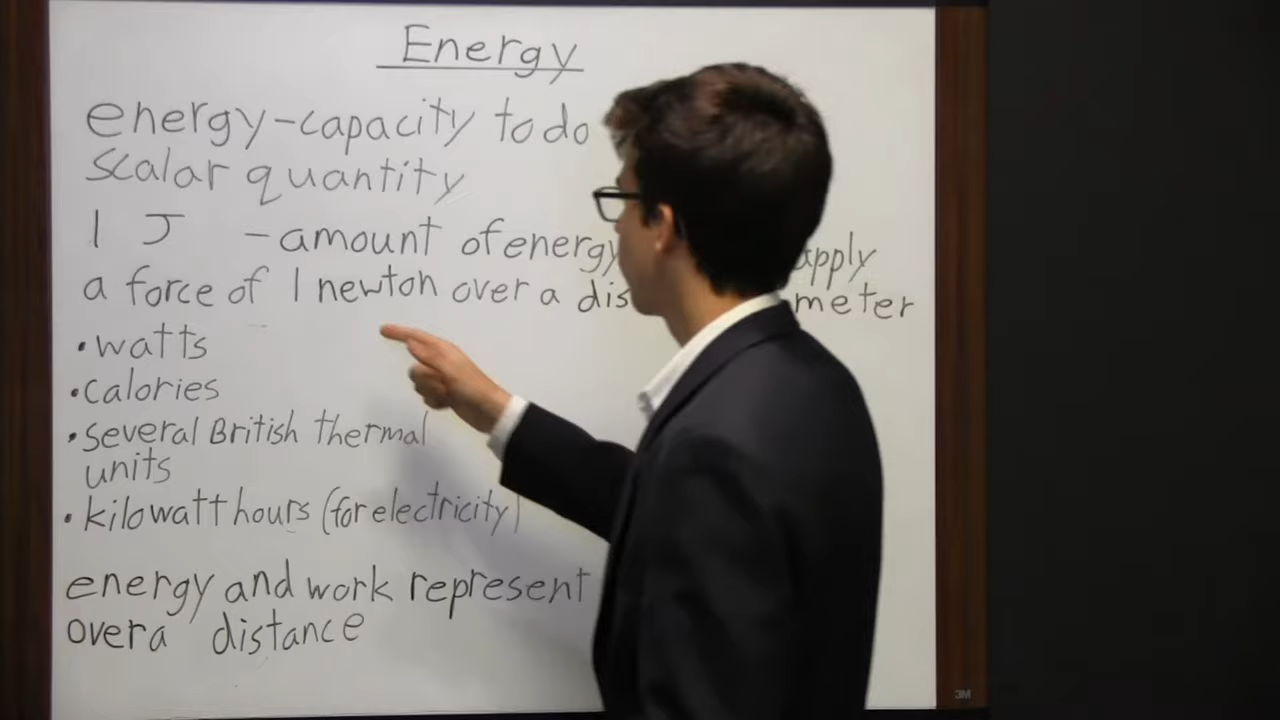 Energy
energy-capacity to do
scalar quantity
1 J - amount of energy apply
a force of 1 newton over a dis meter
• watts
• calories
• several British thermal
units
• kilowatt hours (for electricity)
energy and work represent
over a distance
3M